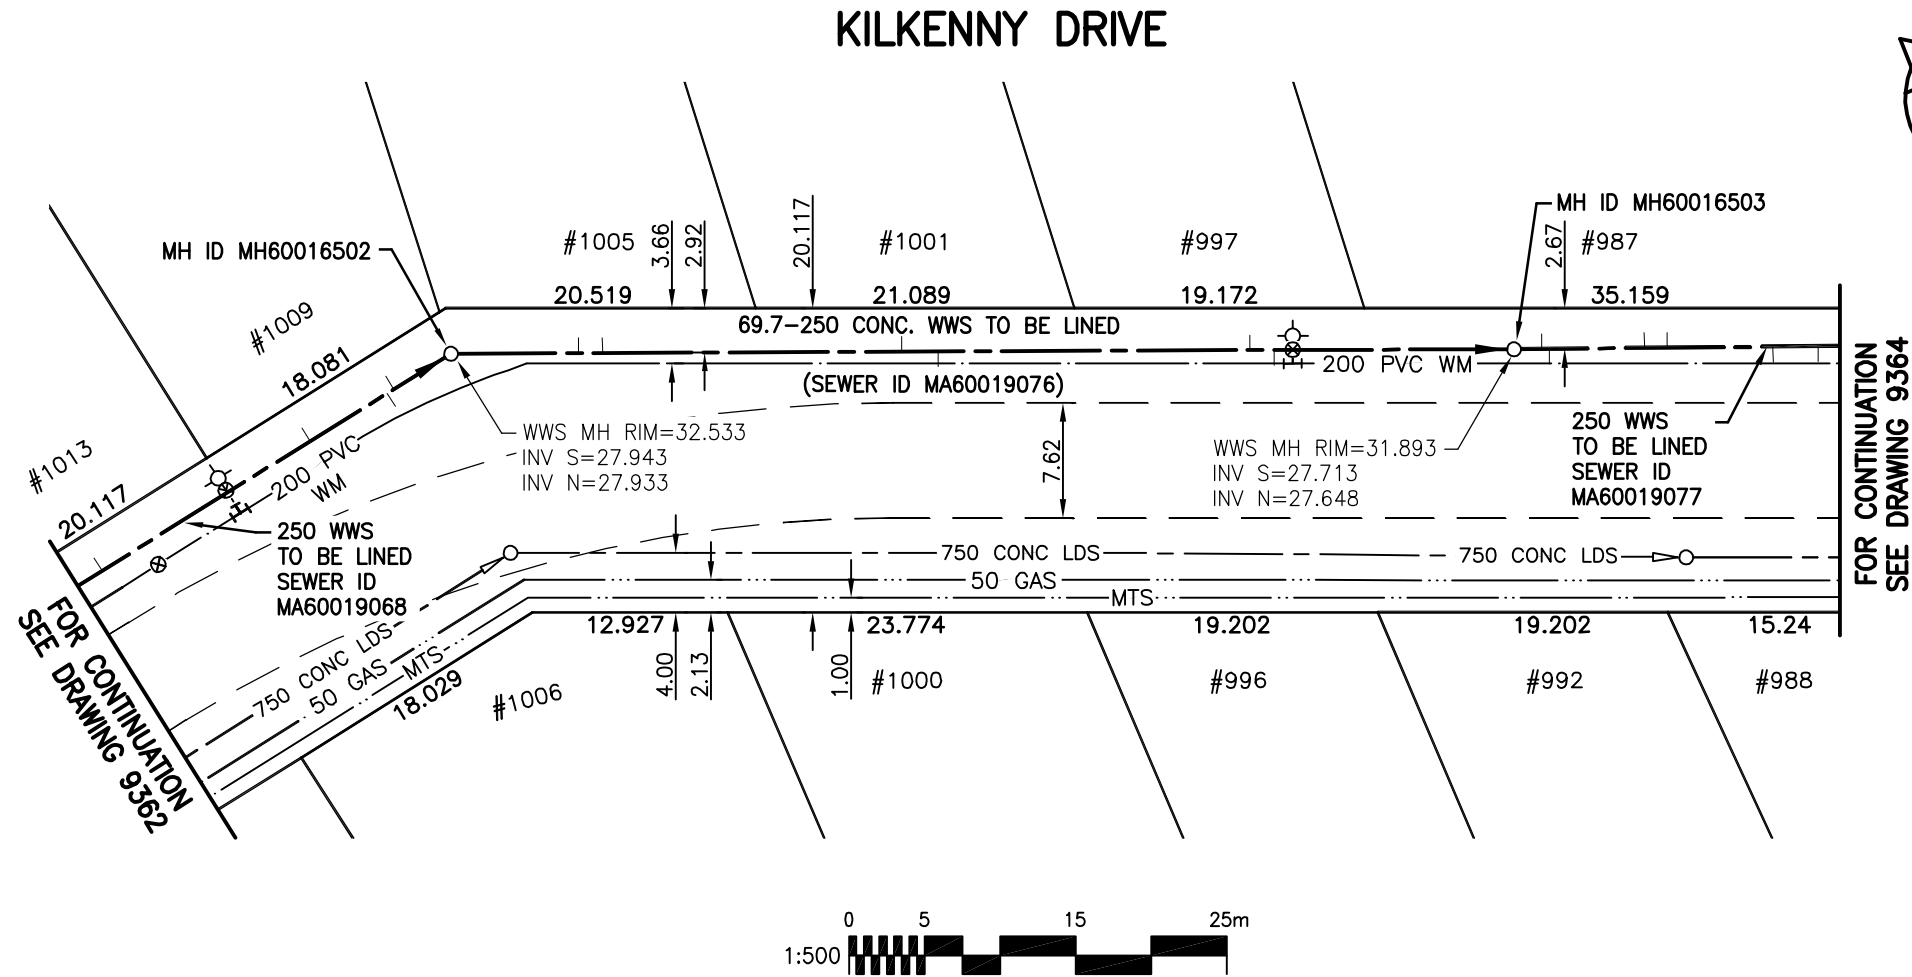 KILKENNY DRIVE
MH ID MH60016503
MH ID MH60016502
#1005
3.66
2.92
20.117
#1001
#997
2.67
#987
20.519
21.089
19.172
35.159
#1009
69.7-250 CONC. WWS TO BE LINED
18.081
200 PVC WM
(SEWER ID MA60019076)
FOR CONTINUATION
SEE DRAWING 9364
#1013
200 PVC
WM
20.117
WWS MH RIM=32.533
INV S=27.943
INV N=27.933
7.62
WWS MH RIM=31.893
INV S=27.713
INV N=27.648
250 WWS
TO BE LINED
SEWER ID
MA60019077
250 WWS
TO BE LINED
SEWER ID
MA60019068
750 CONC LDS
750 CONC LDS
50 GAS
MTS
FOR CONTINUATION
SEE DRAWING 9362
750 CONC LDS
50 GAS
MTS
18.029
12.927
23.774
19.202
19.202
15.24
4.00
2.13
1.00
#1006
#1000
#996
#992
#988
0 5 15 25m
1:500